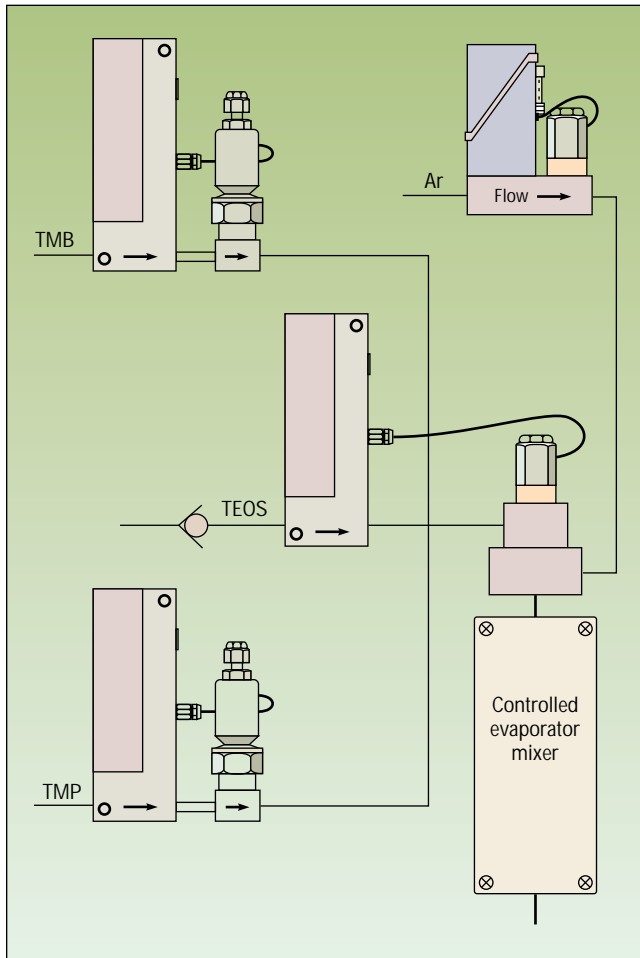 Ar
Flow
TMB
TEOS
TMP
Controlled
evaporator
mixer